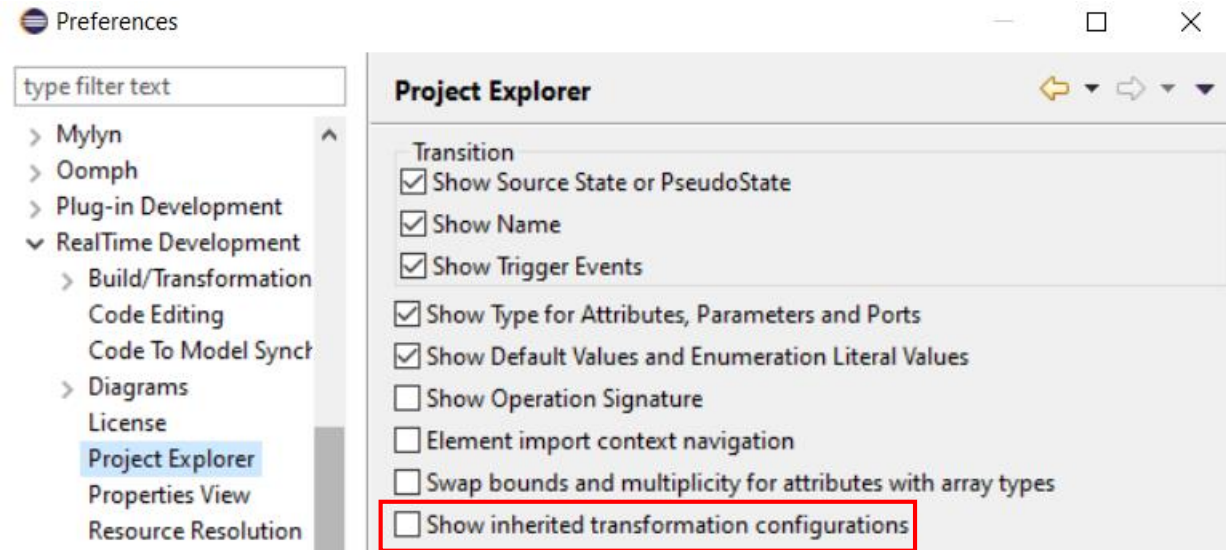 Preferences
type filter text
Mylyn
Oomph
Plug-in Development
RealTime Development
Build/Transformation
Code Editing
Code To Model Synch
Diagrams
License
Project Explorer
Properties View
Resource Resolution
Project Explorer
Transition
Show Source State or PseudoState
Show Name
Show Trigger Events
Show Type for Attributes, Parameters and Ports
Show Default Values and Enumeration Literal Values
Show Operation Signature
Element import context navigation
Swap bounds and multiplicity for attributes with array types
Show inherited transformation configurations